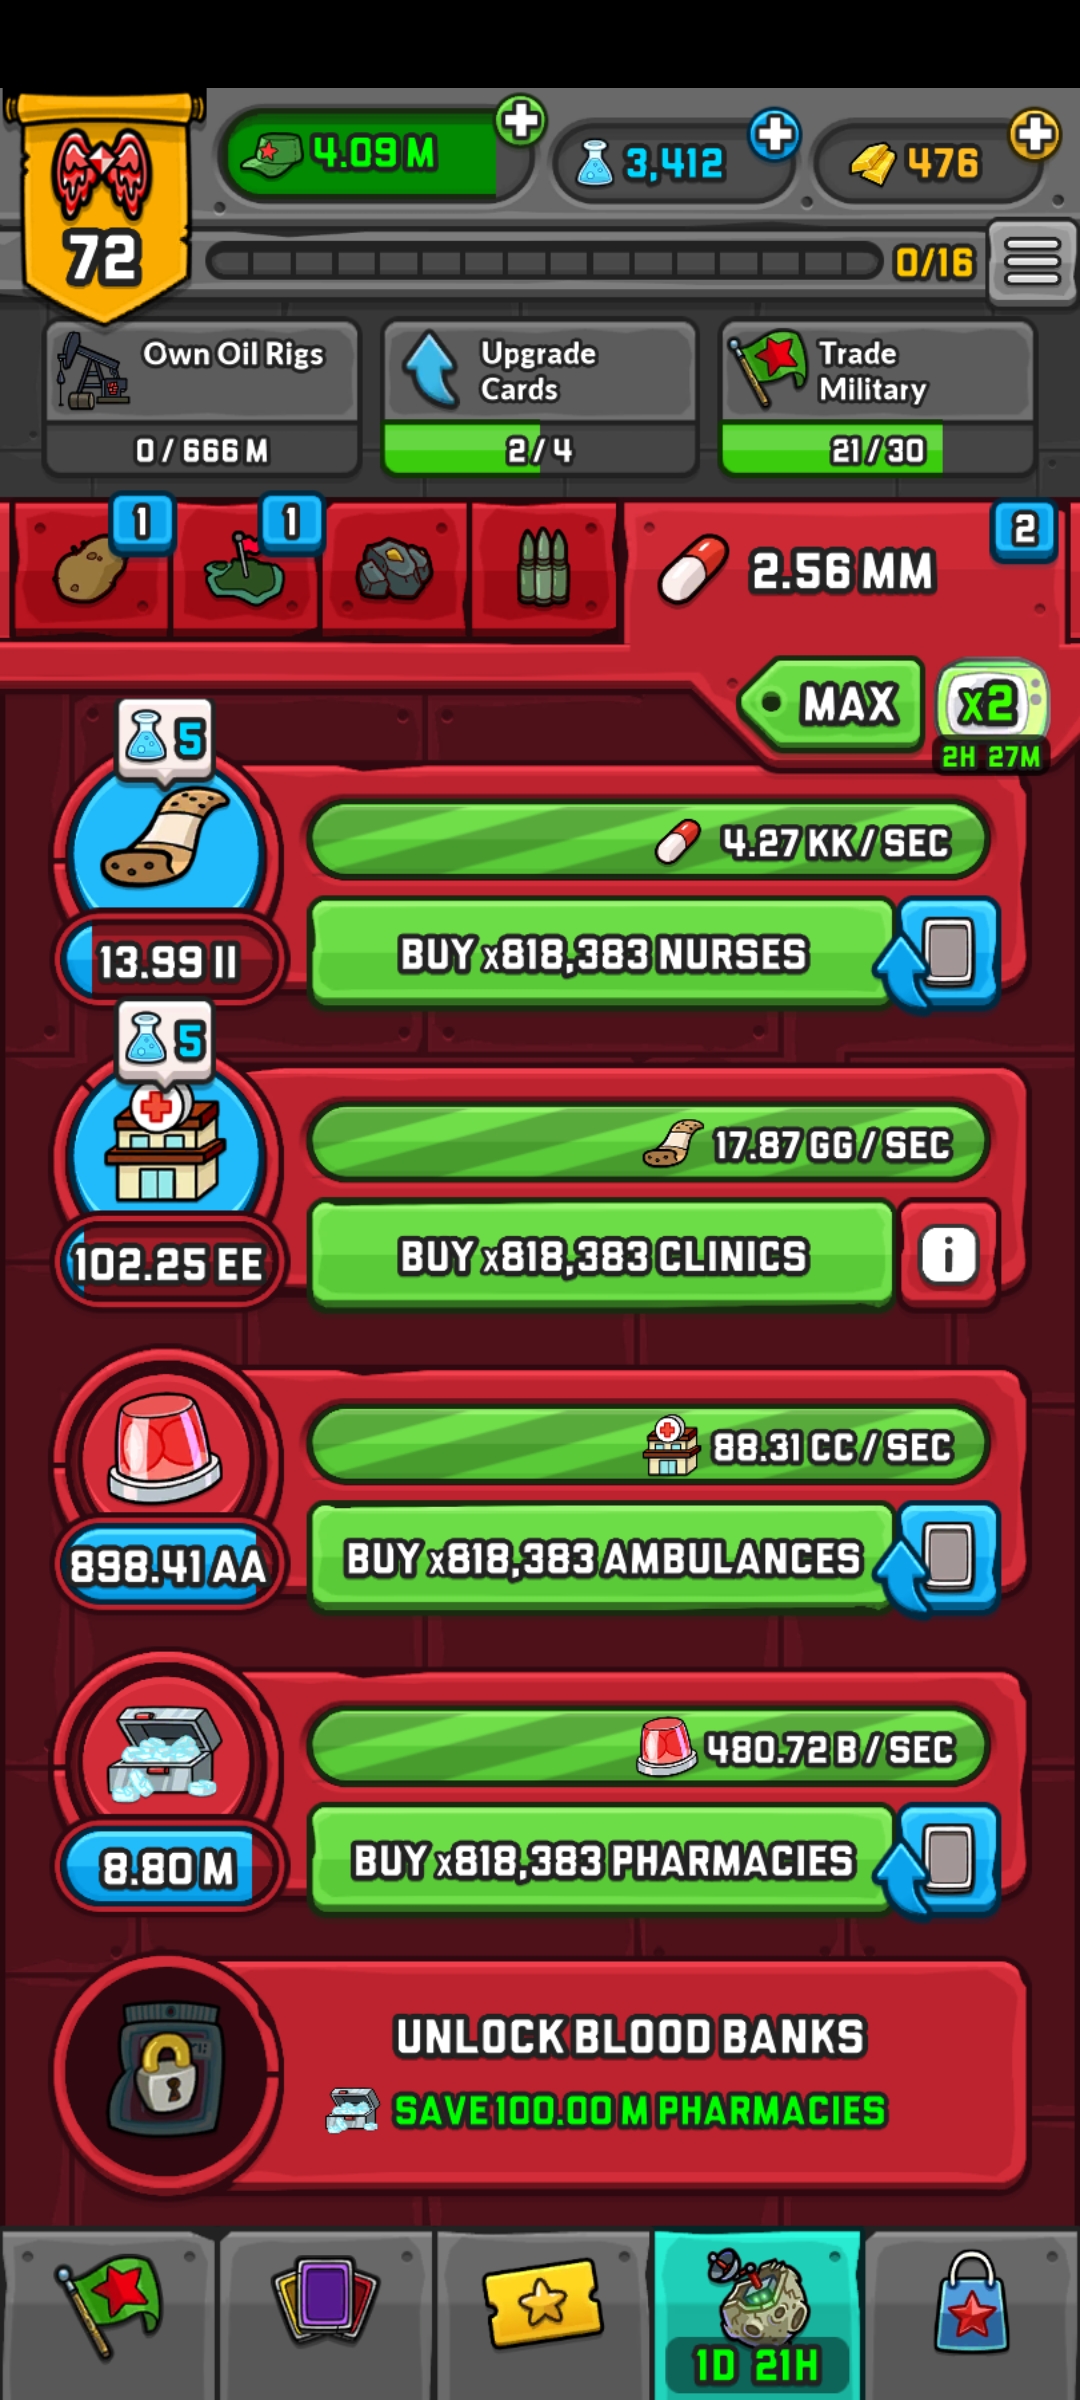 4.09 M
3,412
476
72
0/16
Own Oil Rigs
0 / 666 M
Upgrade
Cards
2 / 4
Trade
Military
21 / 30
1
1
2.56 MM
2
MAX
x2
2H 27M
5
4.27 KK / SEC
13.99 II
BUY x818,383 NURSES
5
17.87 GG / SEC
102.25 EE
BUY x818,383 CLINICS
i
88.31 CC / SEC
898.41 AA
BUY x818,383 AMBULANCES
480.72 B / SEC
8.80 M
BUY x818,383 PHARMACIES
UNLOCK BLOOD BANKS
SAVE 100.00 M PHARMACIES
1D 21H